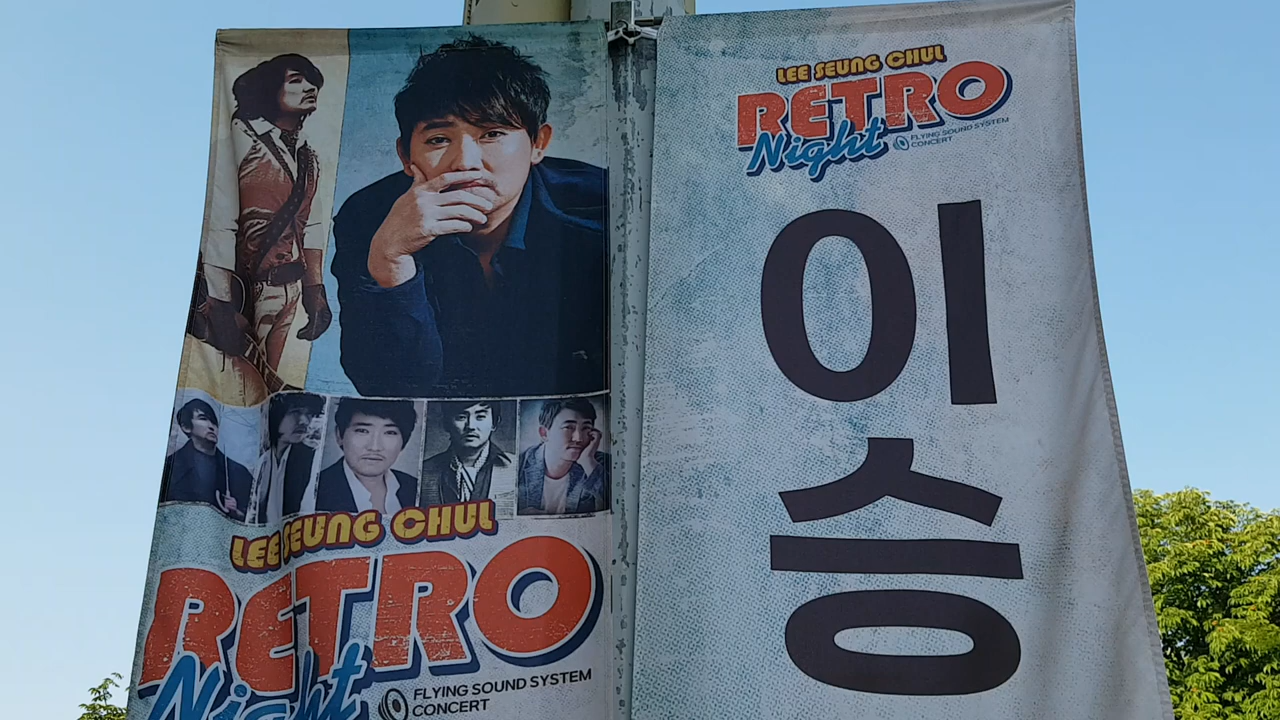 LEE SEUNG CHUL
RETRO
Night
FLYING SOUND SYSTEM
CONCERT
LEE SEUNG CHUL
RETRO
Night
FLYING SOUND SYSTEM
CONCERT
이
승